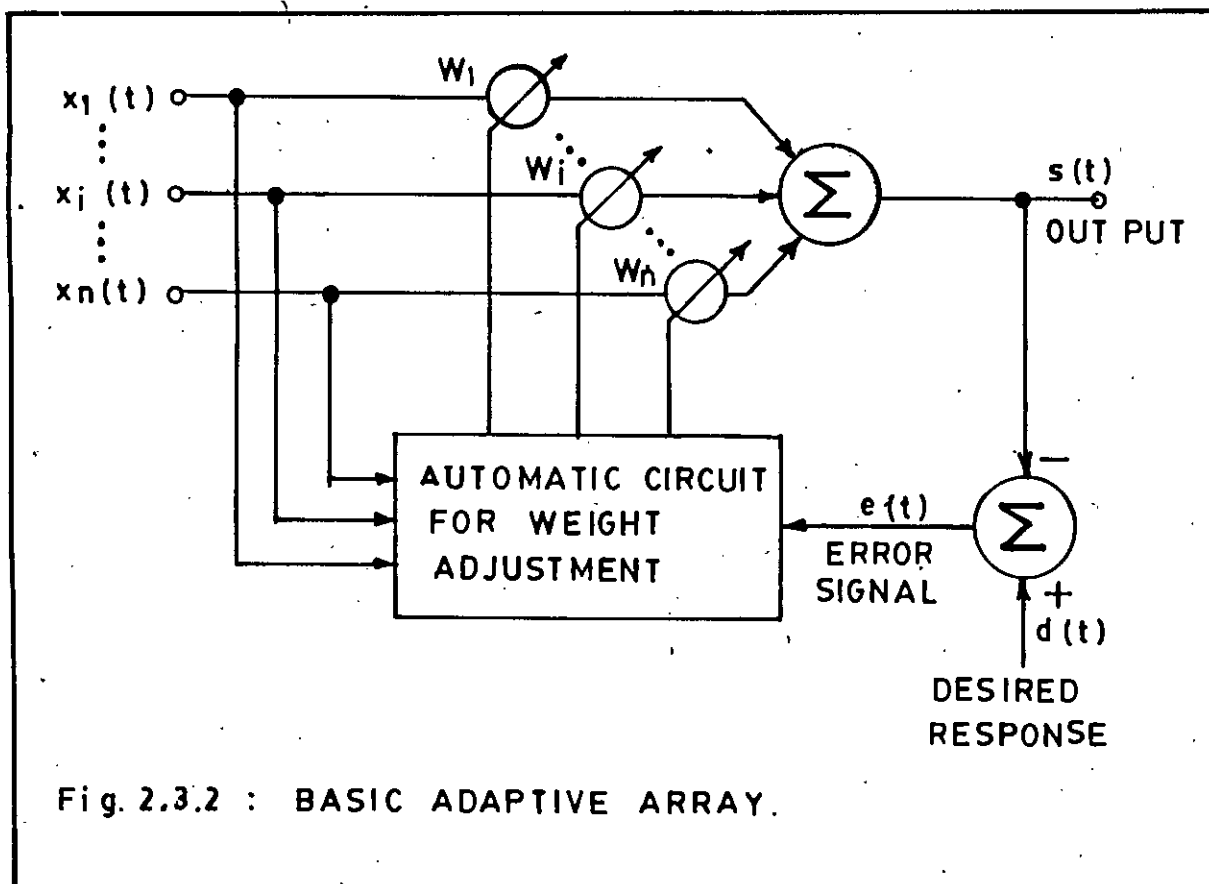 W1
x1 (t)
Wi
xi (t)
Σ
s(t)
OUT PUT
Wn
xn(t)
AUTOMATIC CIRCUIT
FOR WEIGHT
ADJUSTMENT
e(t)
ERROR
SIGNAL
−
Σ
+
d(t)
DESIRED
RESPONSE
Fig. 2.3.2 : BASIC ADAPTIVE ARRAY.